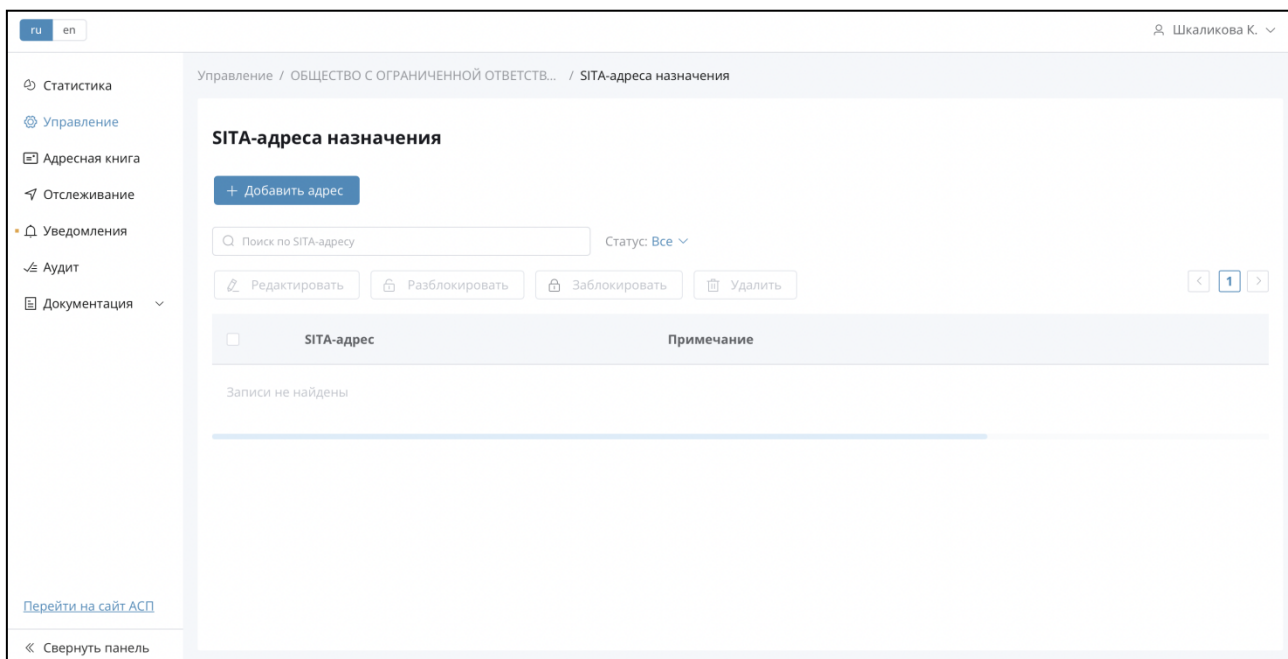 ru en
Шкаликова К.
Статистика
Управление
Адресная книга
Отслеживание
Уведомления
Аудит
Документация
Перейти на сайт АСП
Свернуть панель
Управление / ОБЩЕСТВО С ОГРАНИЧЕННОЙ ОТВЕТСТВ... / SITA-адреса назначения
SITA-адреса назначения
+ Добавить адрес
Поиск по SITA-адресу Статус: Все
Редактировать Разблокировать Заблокировать Удалить < 1 >
SITA-адрес Примечание
Записи не найдены